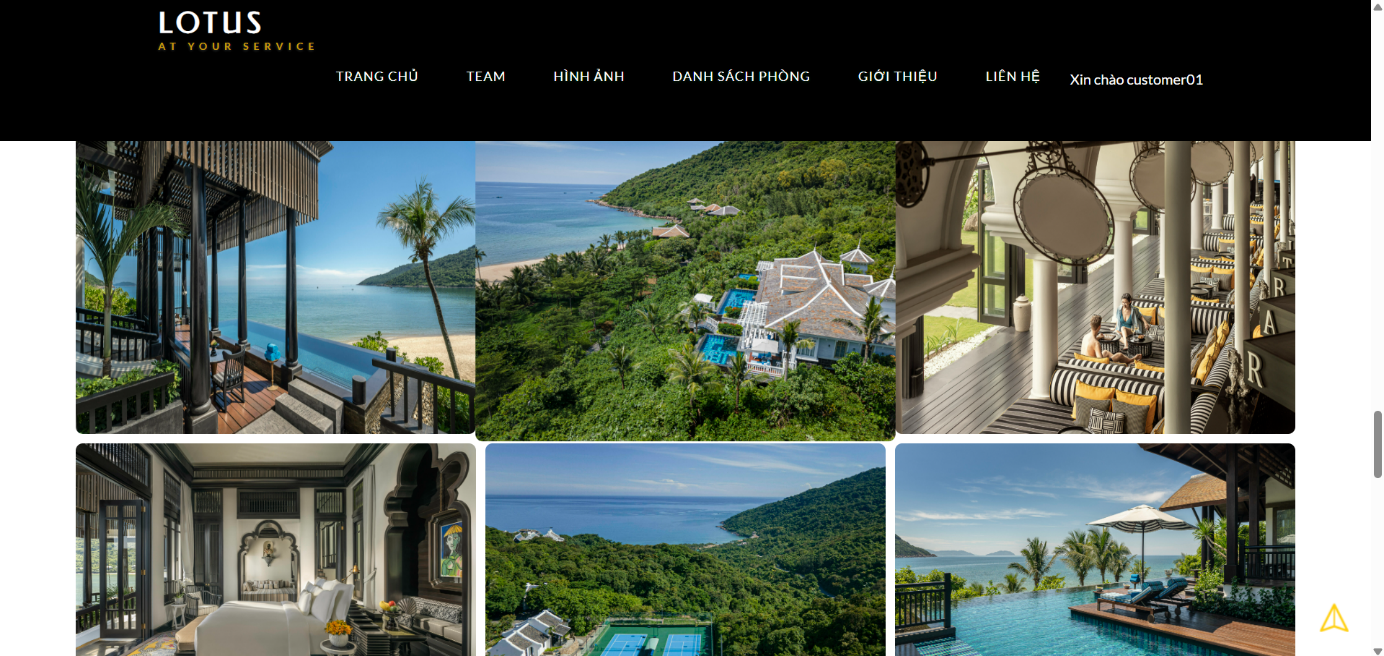 LOTUS
AT YOUR SERVICE
TRANG CHỦ TEAM HÌNH ẢNH DANH SÁCH PHÒNG GIỚI THIỆU LIÊN HỆ Xin chào customer01
BAR